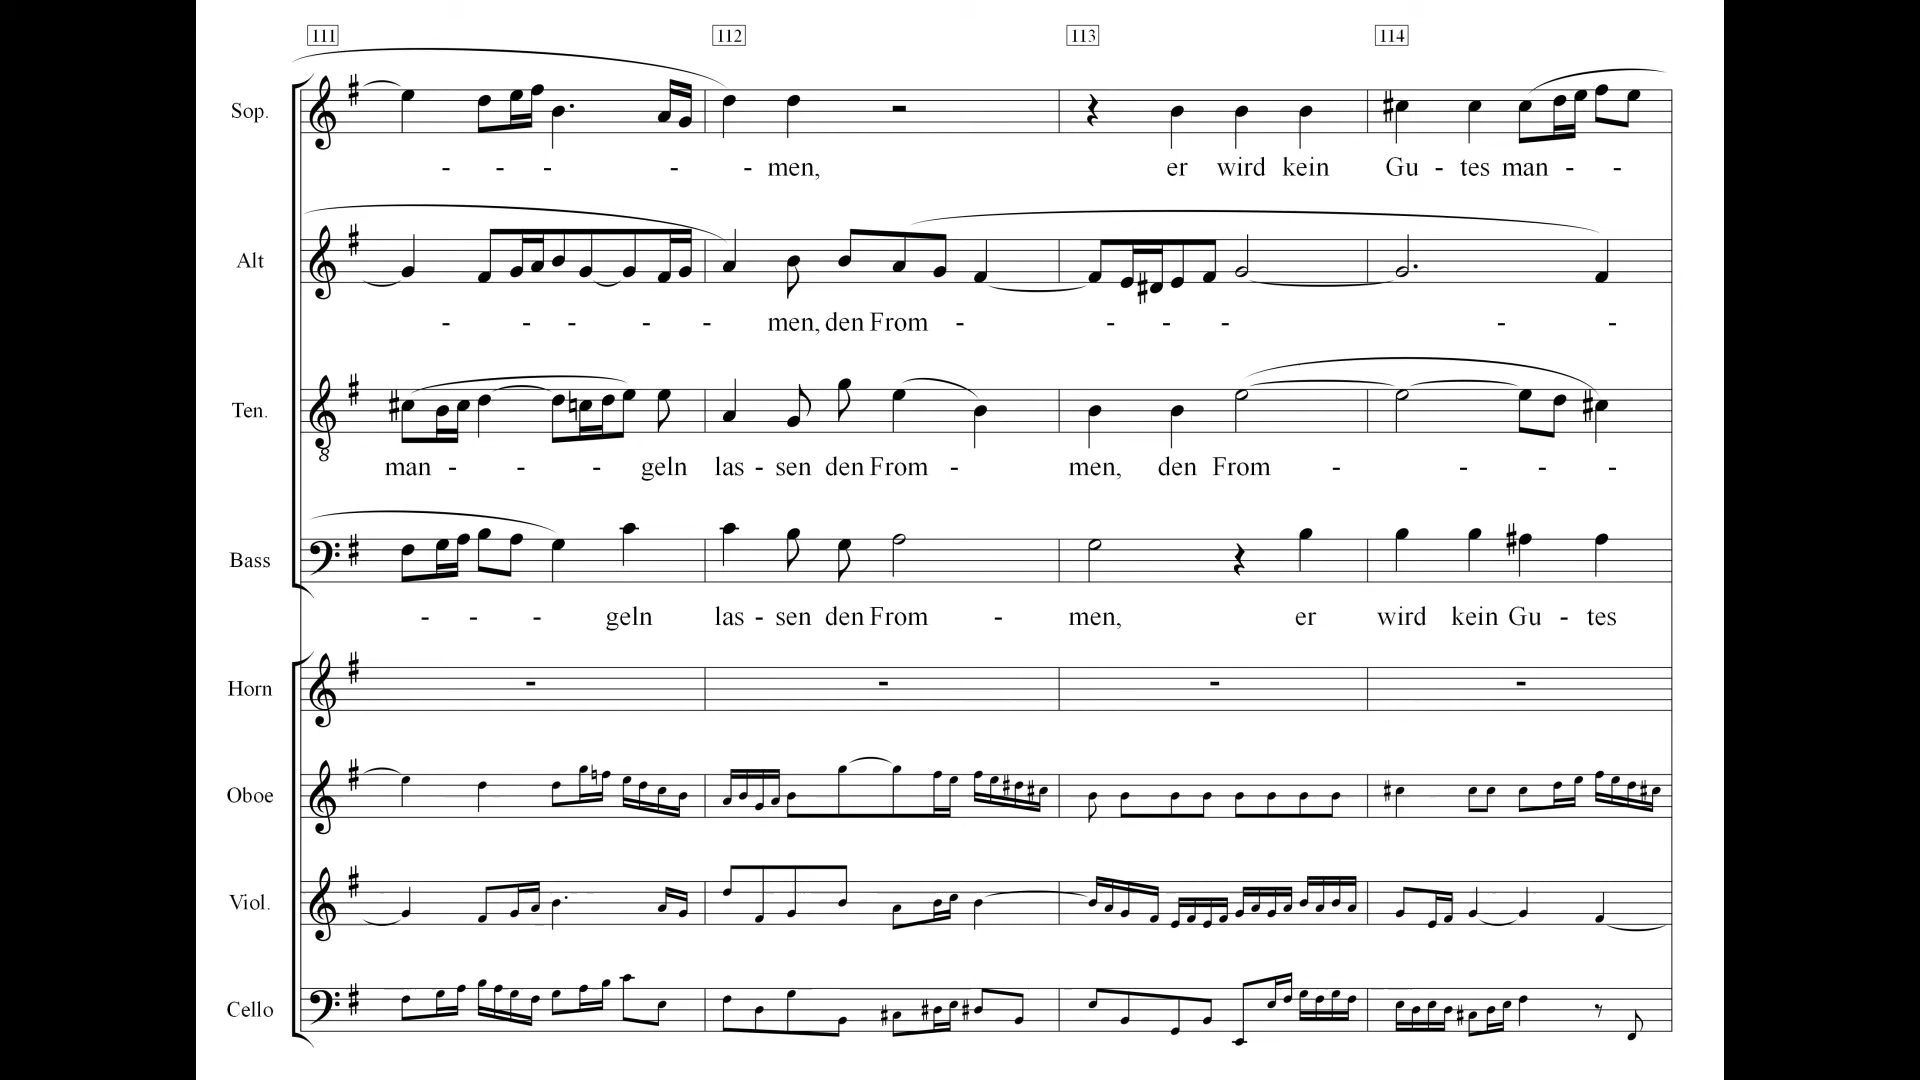 111 112 113 114
Sop.
- - - - - men, er wird kein Gu - tes man - -
Alt
- - - - - men, den From - - - - - -
Ten.
man - - - geln las - sen den From - men, den From - - - -
8
Bass
- - - geln las - sen den From - men, er wird kein Gu - tes
Horn
Oboe
Viol.
Cello